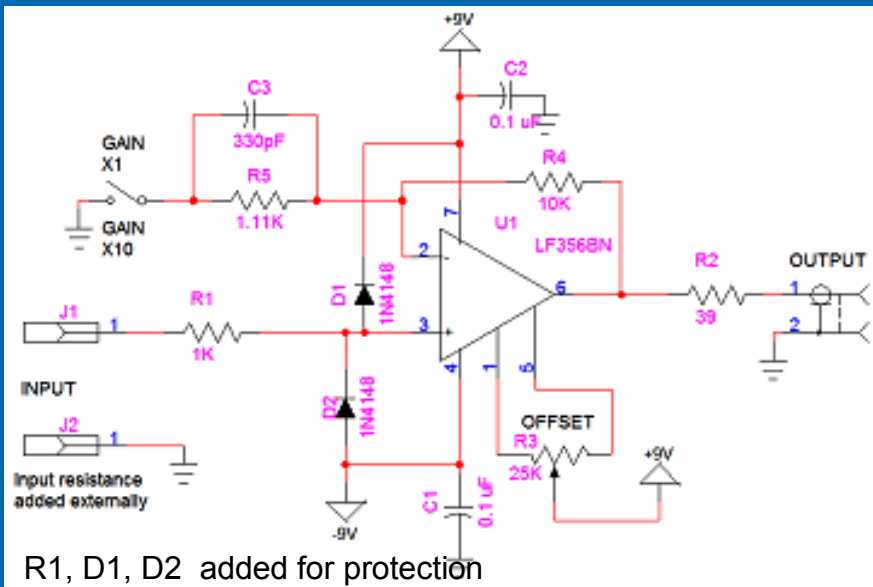 +9V
C3
C2
330pF
0.1 uF
GAIN
X1
R5
R4
1.11K
10K
GAIN
X10
7
U1
LF356BN
2
-
D1
1N4148
R1
6
R2
OUTPUT
1
J1
1
1K
3
+
39
2
4
1
5
INPUT
D2
1N4148
J2
1
OFFSET
R3
25K
+9V
Input resistance
added externally
-9V
C1
0.1 uF
R1, D1, D2 added for protection